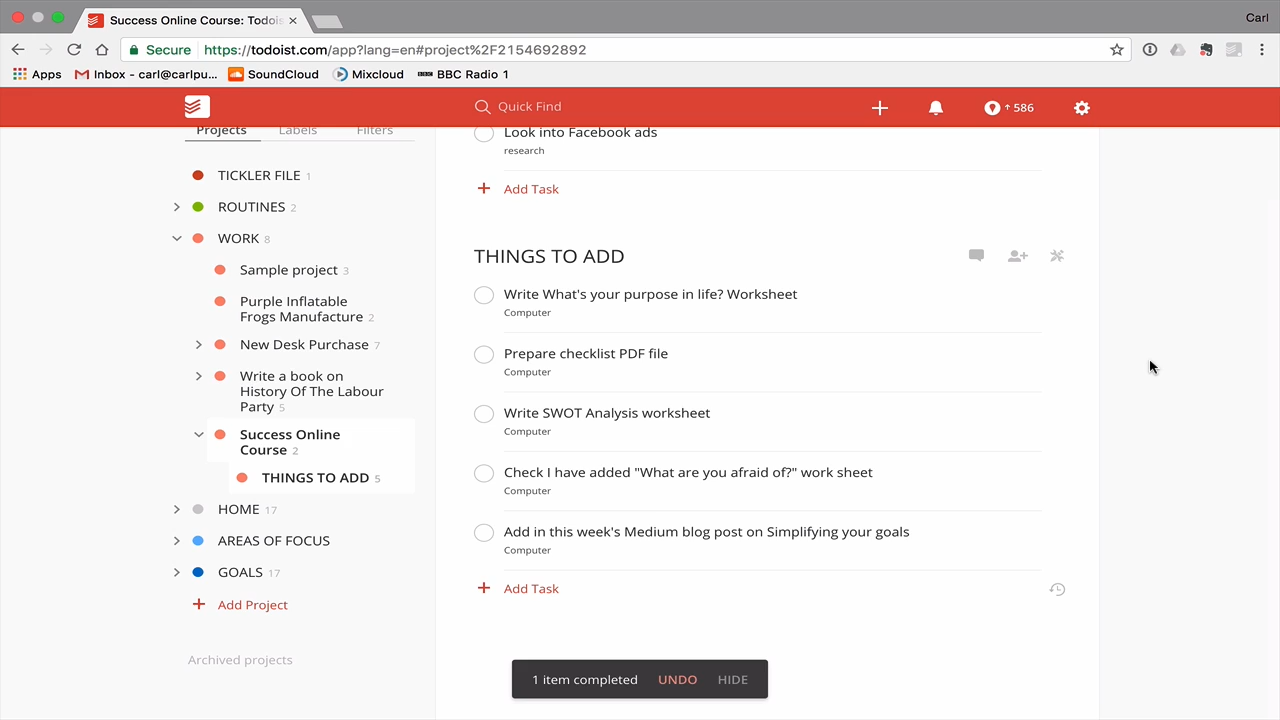 Success Online Course: Todois
Carl
Secure
https://todoist.com/app?lang=en#project%2F2154692892
Apps
Inbox - carl@carlpu...
SoundCloud
Mixcloud
BBC Radio 1
Quick Find
586
Projects
Labels
Filters
TICKLER FILE 1
ROUTINES 2
WORK 8
Sample project 3
Purple Inflatable
Frogs Manufacture 2
New Desk Purchase 7
Write a book on
History Of The Labour
Party 5
Success Online
Course 2
THINGS TO ADD 5
HOME 17
AREAS OF FOCUS
GOALS 17
Add Project
Archived projects
Look into Facebook ads
research
Add Task
THINGS TO ADD
Write What's your purpose in life? Worksheet
Computer
Prepare checklist PDF file
Computer
Write SWOT Analysis worksheet
Computer
Check I have added "What are you afraid of?" work sheet
Computer
Add in this week's Medium blog post on Simplifying your goals
Computer
Add Task
1 item completed UNDO HIDE